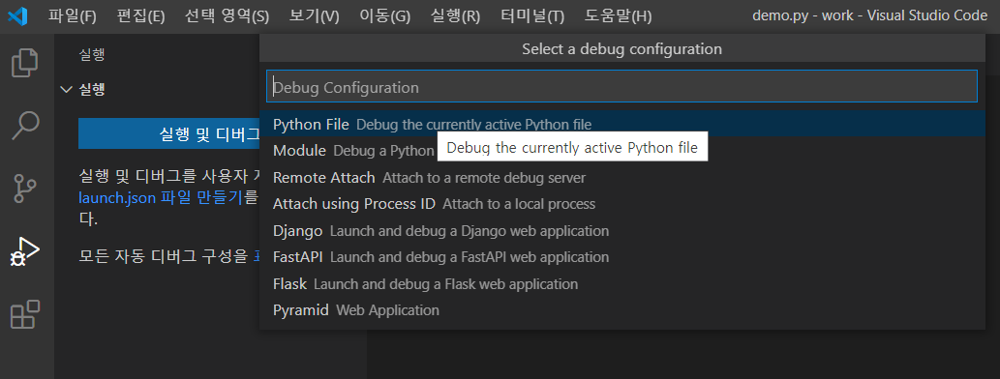 파일(F) 편집(E) 선택 영역(S) 보기(V) 이동(G) 실행(R) 터미널(T) 도움말(H) demo.py - work - Visual Studio Code
실행
실행
실행 및 디버그
실행 및 디버그를 사용자 지
launch.json 파일 만들기를
다.
모든 자동 디버그 구성을
Select a debug configuration
Debug Configuration
Python File Debug the currently active Python file
Debug the currently active Python file
Module Debug a Python
Remote Attach Attach to a remote debug server
Attach using Process ID Attach to a local process
Django Launch and debug a Django web application
FastAPI Launch and debug a FastAPI web application
Flask Launch and debug a Flask web application
Pyramid Web Application